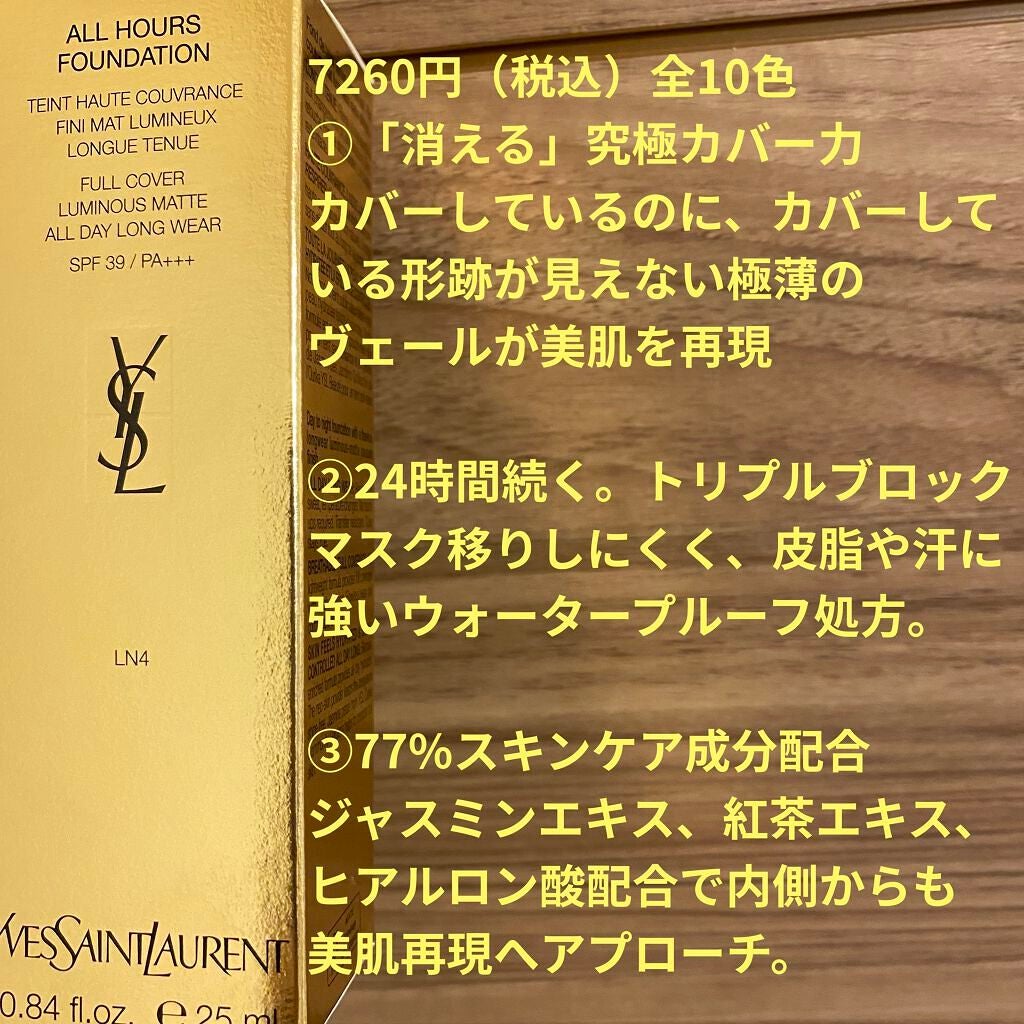 ALL HOURS
FOUNDATION
TEINT HAUTE COUVRANCE
FINI MAT LUMINEUX
LONGUE TENUE
FULL COVER
LUMINOUS MATTE
ALL DAY LONG WEAR
SPF 39 / PA+++
YSL
LN4
YVESSAINTLAURENT
0.84 fl.oz. ℮ 25 ml
7260円（税込）全10色
①「消える」究極カバー力
カバーしているのに、カバーして
いる形跡が見えない極薄の
ヴェールが美肌を再現
②24時間続く。トリプルブロック
マスク移りしにくく、皮脂や汗に
強いウォータープルーフ処方。
③77%スキンケア成分配合
ジャスミンエキス、紅茶エキス、
ヒアルロン酸配合で内側からも
美肌再現へアプローチ。